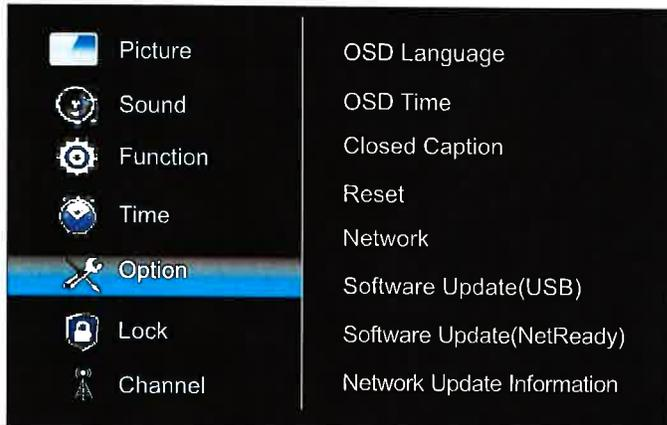 Picture
Sound
Function
Time
Option
Lock
Channel
OSD Language
OSD Time
Closed Caption
Reset
Network
Software Update(USB)
Software Update(NetReady)
Network Update Information